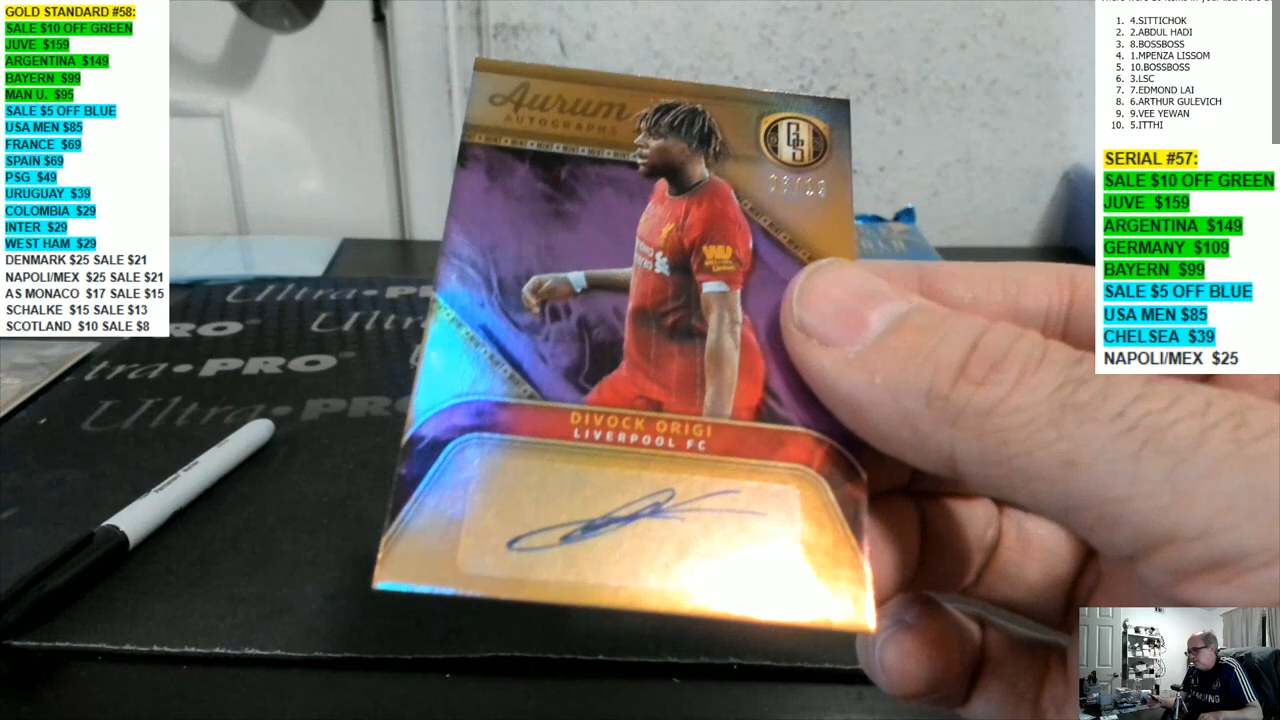 GOLD STANDARD #58:
SALE $10 OFF GREEN
JUVE $159
ARGENTINA $149
BAYERN $99
MAN U. $95
SALE $5 OFF BLUE
USA MEN $85
FRANCE $69
SPAIN $69
PSG $49
URUGUAY $39
COLOMBIA $29
INTER $29
WEST HAM $29
DENMARK $25 SALE $21
NAPOLI/MEX $25 SALE $21
AS MONACO $17 SALE $15
SCHALKE $15 SALE $13
SCOTLAND $10 SALE $8
Aurum
AUTOGRAPHS
GS
DIVOCK ORIGI
LIVERPOOL FC
Ultra PRO
Ultra
Ultra PRO
1. 4.SITTICHOK
2. 2.ABDUL HADI
3. 8.BOSSBOSS
4. 1.MPENZA LISSOM
5. 10.BOSSBOSS
6. 3.LSC
7. 7.EDMOND LAI
8. 6.ARTHUR GULEVICH
9. 9.VEE YEWAN
10. 5.ITTHI
SERIAL #57:
SALE $10 OFF GREEN
JUVE $159
ARGENTINA $149
GERMANY $109
BAYERN $99
SALE $5 OFF BLUE
USA MEN $85
CHELSEA $39
NAPOLI/MEX $25